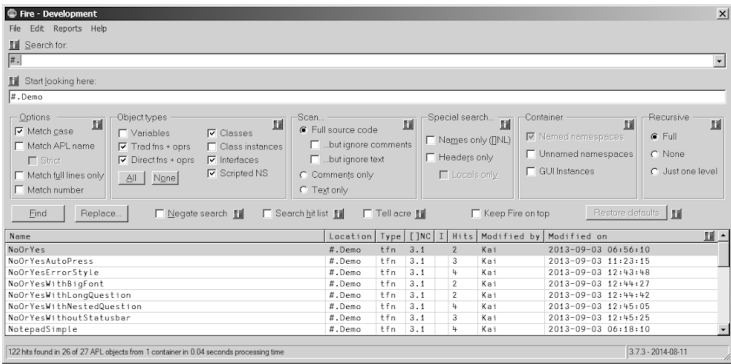 Fire - Development
File Edit Reports Help
Search for:
#.
Start looking here:
#.Demo
Options
Match case
Match APL name
Strict
Match full lines only
Match number
Object types
Variables
Trad fns + oprs
Direct fns + oprs
All None
Classes
Class instances
Interfaces
Scripted NS
Scan...
Full source code
...but ignore comments
...but ignore text
Comments only
Text only
Special search...
Names only (⎕NL)
Headers only
Locals only
Container
Named namespaces
Unnamed namespaces
GUI Instances
Recursive
Full
None
Just one level
Find Replace... Negate search Search hit list Tell acre Keep Fire on top Restore defaults
Name Location Type []NC I Hits Modified by Modified on
NoOrYes #.Demo tfn 3.1 2 Kai 2013-09-03 06:56:10
NoOrYesAutoPress #.Demo tfn 3.1 3 Kai 2013-09-03 11:23:15
NoOrYesErrorStyle #.Demo tfn 3.1 4 Kai 2013-09-03 12:43:48
NoOrYesWithBigFont #.Demo tfn 3.1 2 Kai 2013-09-03 12:44:27
NoOrYesWithLongQuestion #.Demo tfn 3.1 2 Kai 2013-09-03 12:44:42
NoOrYesWithNestedQuestion #.Demo tfn 3.1 4 Kai 2013-09-03 12:45:05
NoOrYesWithoutStatusbar #.Demo tfn 3.1 3 Kai 2013-09-03 12:45:25
NotepadSimple #.Demo tfn 3.1 4 Kai 2013-09-03 06:18:10
122 hits found in 26 of 27 APL objects from 1 container in 0.04 seconds processing time 3.7.3 - 2014-08-11